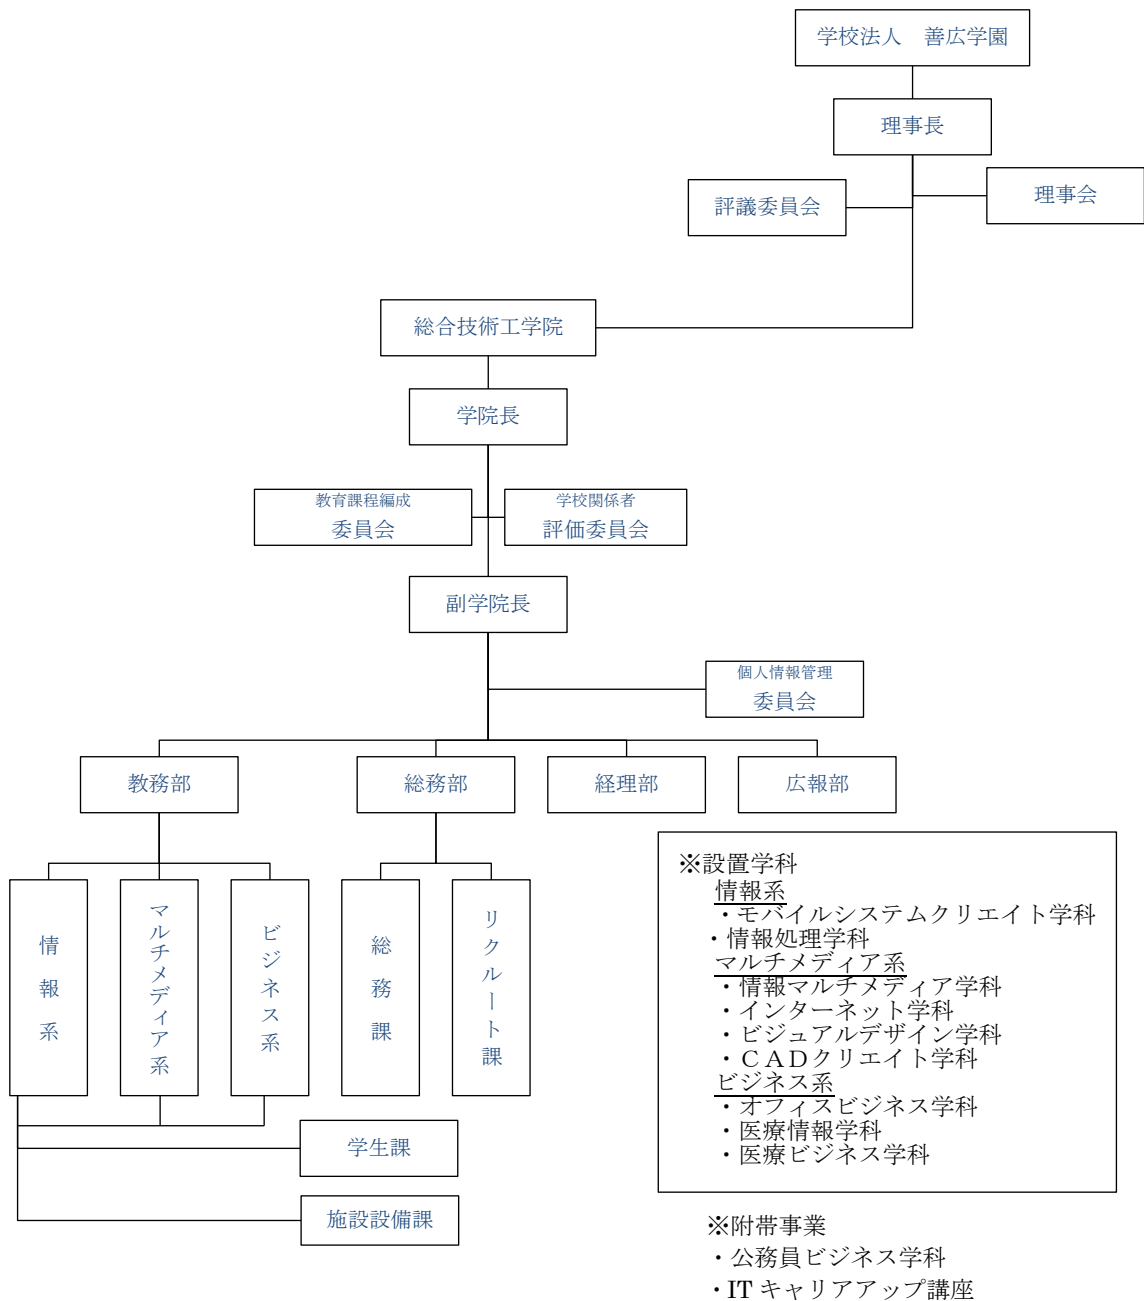 学校法人　善広学園
理事長
評議委員会
理事会
総合技術工学院
学院長
教育課程編成
委員会
学校関係者
評価委員会
副学院長
個人情報管理
委員会
教務部
総務部
経理部
広報部
情報系
マルチメディア系
ビジネス系
総務課
リクルート課
学生課
施設設備課
※設置学科
情報系
・モバイルシステムクリエイト学科
・情報処理学科
マルチメディア系
・情報マルチメディア学科
・インターネット学科
・ビジュアルデザイン学科
・ＣＡＤクリエイト学科
ビジネス系
・オフィスビジネス学科
・医療情報学科
・医療ビジネス学科
※附帯事業
・公務員ビジネス学科
・IT キャリアアップ講座